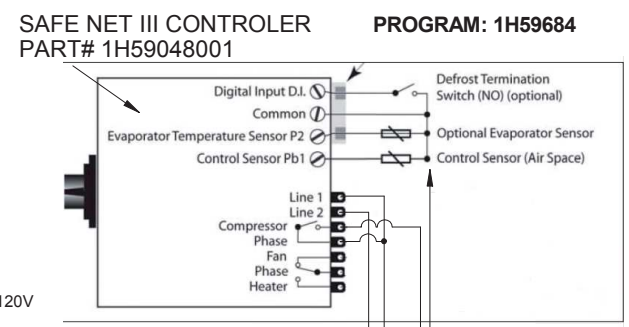 SAFE NET III CONTROLER
PART# 1H59048001
PROGRAM: 1H59684
Digital Input D.I.
Common
Evaporator Temperature Sensor P2
Control Sensor Pb1
Defrost Termination
Switch (NO) (optional)
Optional Evaporator Sensor
Control Sensor (Air Space)
Line 1
Line 2
Compressor
Phase
Fan
Phase
Heater
120V